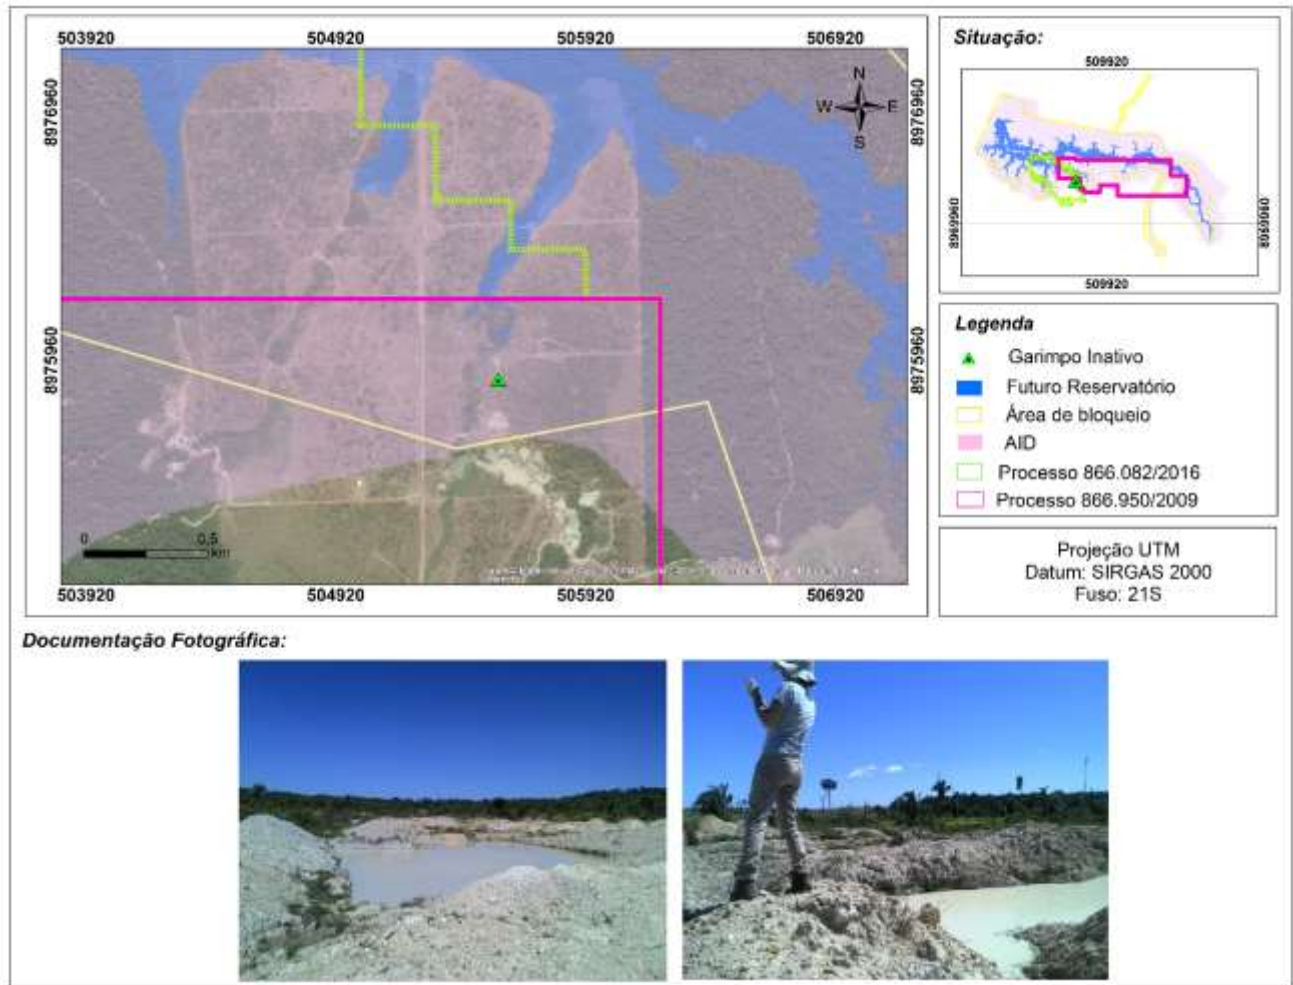 503920 504920 505920 506920
8976960
8975960
N
W E
S
8976960
8975960
0 0,5
km
503920 504920 505920 506920
Situação:
509920
8969960
8969960
509920
Legenda
Garimpo Inativo
Futuro Reservatório
Área de bloqueio
AID
Processo 866.082/2016
Processo 866.950/2009
Projeção UTM
Datum: SIRGAS 2000
Fuso: 21S
Documentação Fotográfica: